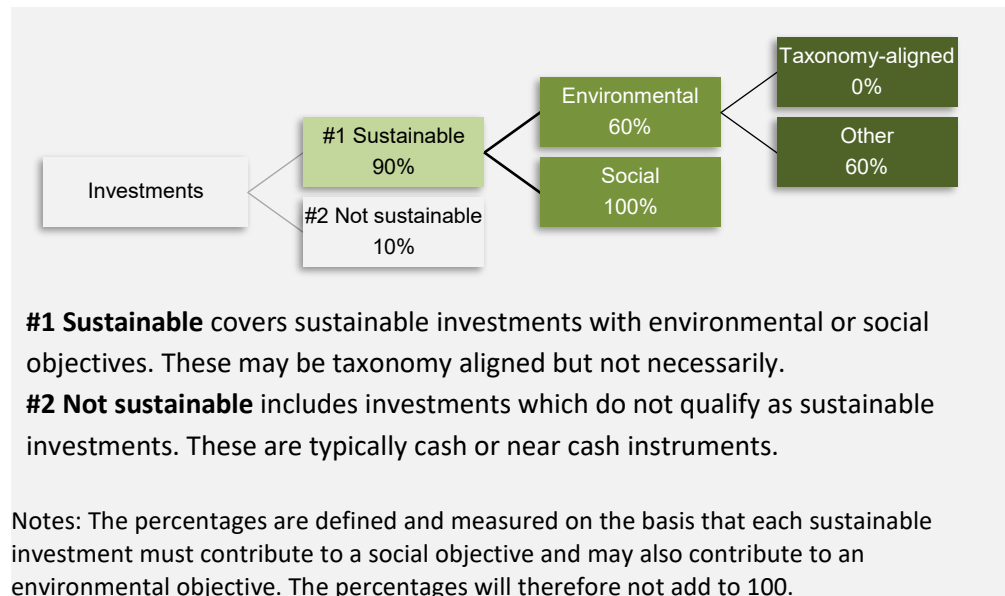 Taxonomy-aligned
0%
Environmental
60%
#1 Sustainable
90%
Other
60%
Investments
Social
100%
#2 Not sustainable
10%
#1 Sustainable covers sustainable investments with environmental or social
objectives. These may be taxonomy aligned but not necessarily.
#2 Not sustainable includes investments which do not qualify as sustainable
investments. These are typically cash or near cash instruments.
Notes: The percentages are defined and measured on the basis that each sustainable
investment must contribute to a social objective and may also contribute to an
environmental objective. The percentages will therefore not add to 100.